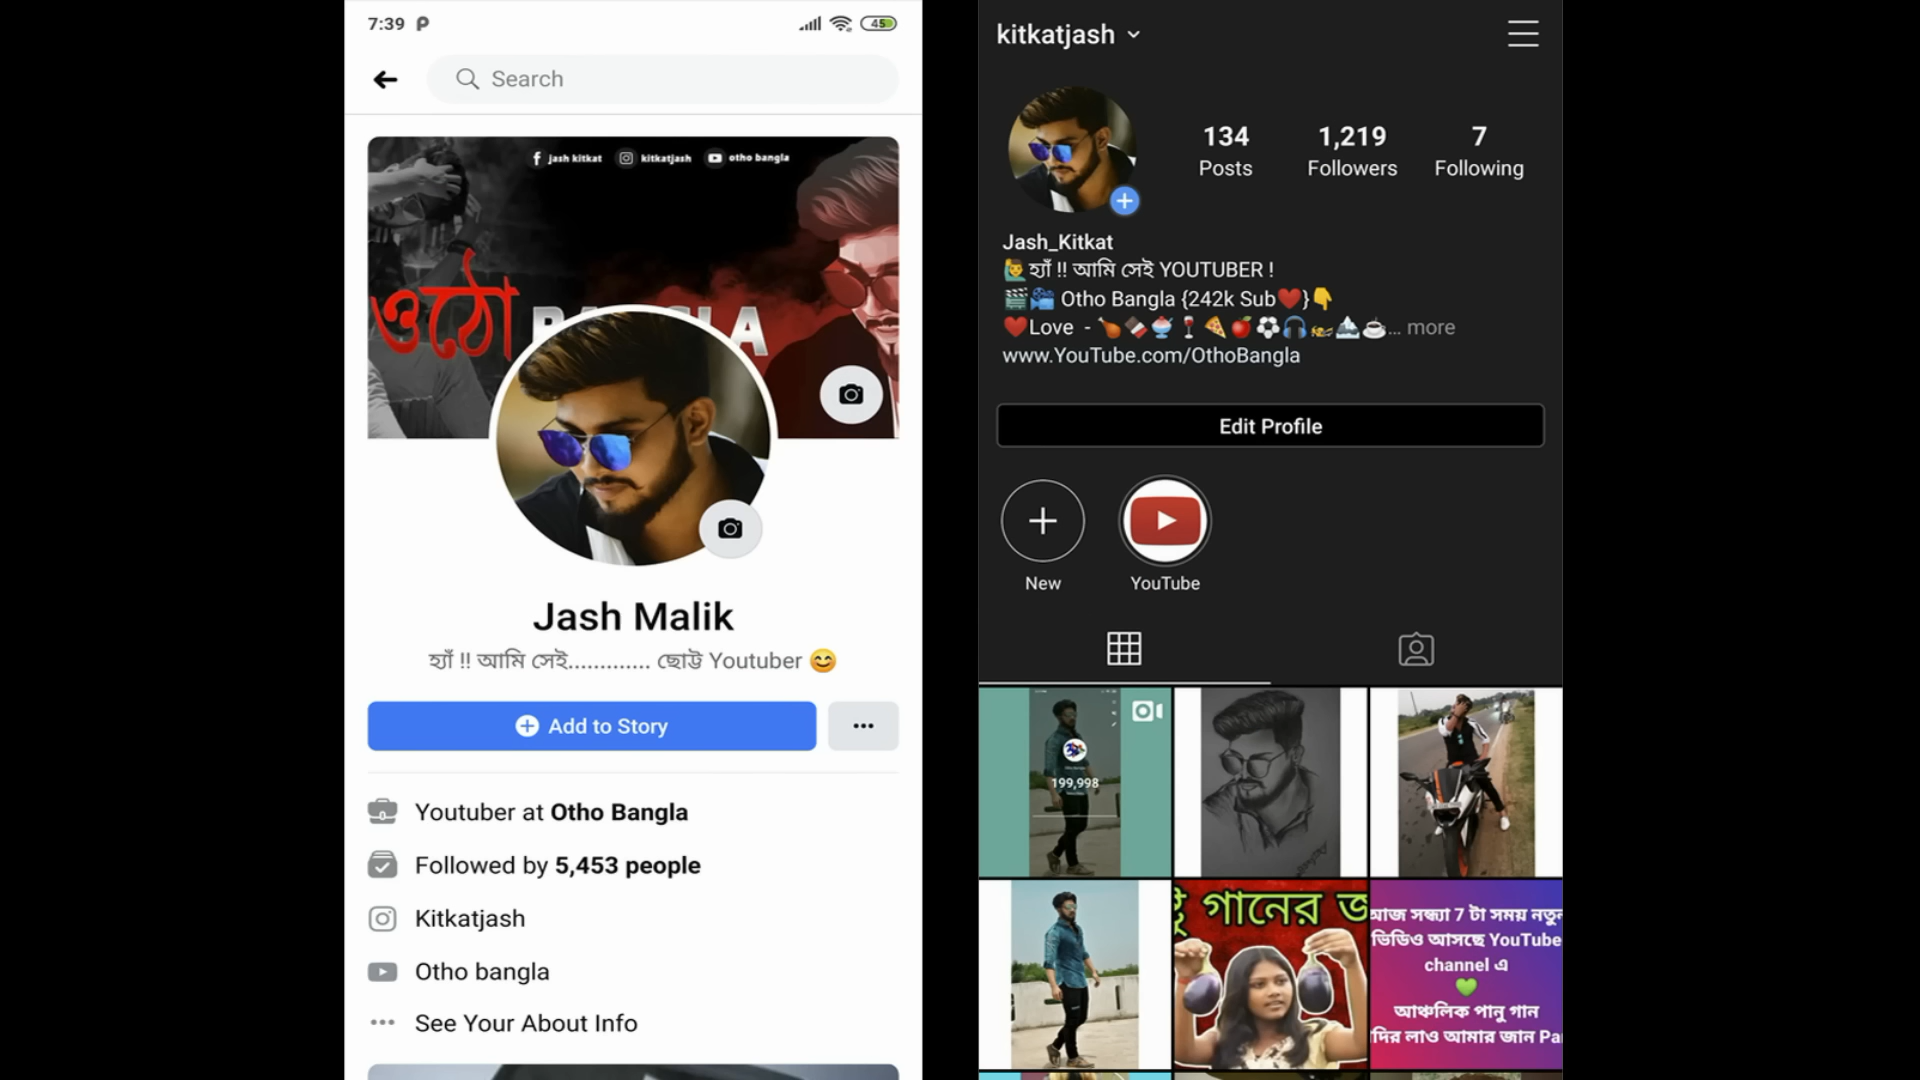 7:39
45
Search
jash kitkat kitkatjash otho bangla
ওঠো
Jash Malik
হ্যাঁ !! আমি সেই............. ছোট্ট Youtuber 😊
Add to Story
Youtuber at Otho Bangla
Followed by 5,453 people
Kitkatjash
Otho bangla
See Your About Info
kitkatjash
134 1,219 7
Posts Followers Following
Jash_Kitkat
🙋‍♂️হ্যাঁ !! আমি সেই YOUTUBER !
🎬🎥 Otho Bangla {242k Sub❤️}👇
❤️Love - 🍗🍫🍧🍷🍕🍎⚽🎧🏍️🏔️☕... more
www.YouTube.com/OthoBangla
Edit Profile
New YouTube
199,998
গানের
আজ সন্ধ্যা 7 টা সময়
ভিডিও আসছে YouTube
channel এ
💚
আঞ্চলিক পানু গান
লাও আমার জান